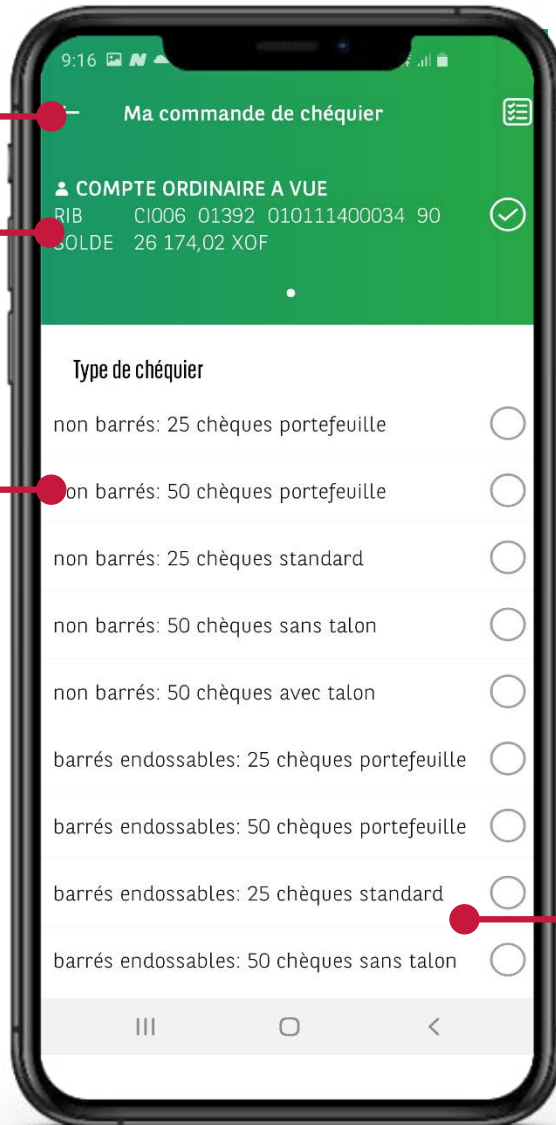 9:16
Ma commande de chéquier
COMPTE ORDINAIRE A VUE
RIB CI006 01392 010111400034 90
SOLDE 26 174,02 XOF
Type de chéquier
non barrés: 25 chèques portefeuille
non barrés: 50 chèques portefeuille
non barrés: 25 chèques standard
non barrés: 50 chèques sans talon
non barrés: 50 chèques avec talon
barrés endossables: 25 chèques portefeuille
barrés endossables: 50 chèques portefeuille
barrés endossables: 25 chèques standard
barrés endossables: 50 chèques sans talon